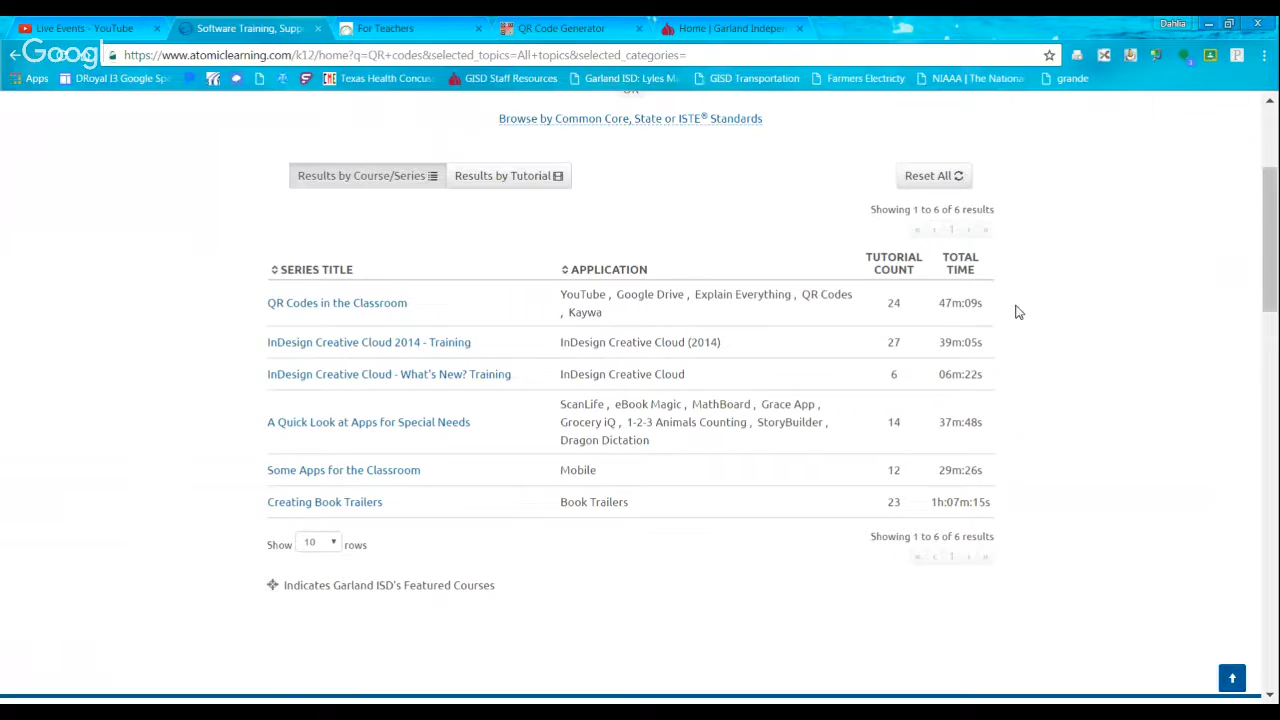 Live Events - YouTube × Software Training, Suppo × For Teachers × QR Code Generator × Home | Garland Indepen × Dahlia
Googl https://www.atomiclearning.com/k12/home?q=QR+codes&selected_topics=All+topics&selected_categories=
Apps DRoyal I3 Google Sp Texas Health Concus GISD Staff Resources Garland ISD: Lyles M GISD Transportation Farmers Electricty NIAAA | The Nationa grande
Browse by Common Core, State or ISTE® Standards
Results by Course/Series Results by Tutorial Reset All
Showing 1 to 6 of 6 results
« ‹ 1 › »
SERIES TITLE APPLICATION TUTORIAL COUNT TOTAL TIME
QR Codes in the Classroom YouTube , Google Drive , Explain Everything , QR Codes , Kaywa 24 47m:09s
InDesign Creative Cloud 2014 - Training InDesign Creative Cloud (2014) 27 39m:05s
InDesign Creative Cloud - What's New? Training InDesign Creative Cloud 6 06m:22s
A Quick Look at Apps for Special Needs ScanLife , eBook Magic , MathBoard , Grace App , Grocery iQ , 1-2-3 Animals Counting , StoryBuilder , Dragon Dictation 14 37m:48s
Some Apps for the Classroom Mobile 12 29m:26s
Creating Book Trailers Book Trailers 23 1h:07m:15s
Show 10 rows Showing 1 to 6 of 6 results
« ‹ 1 › »
Indicates Garland ISD's Featured Courses